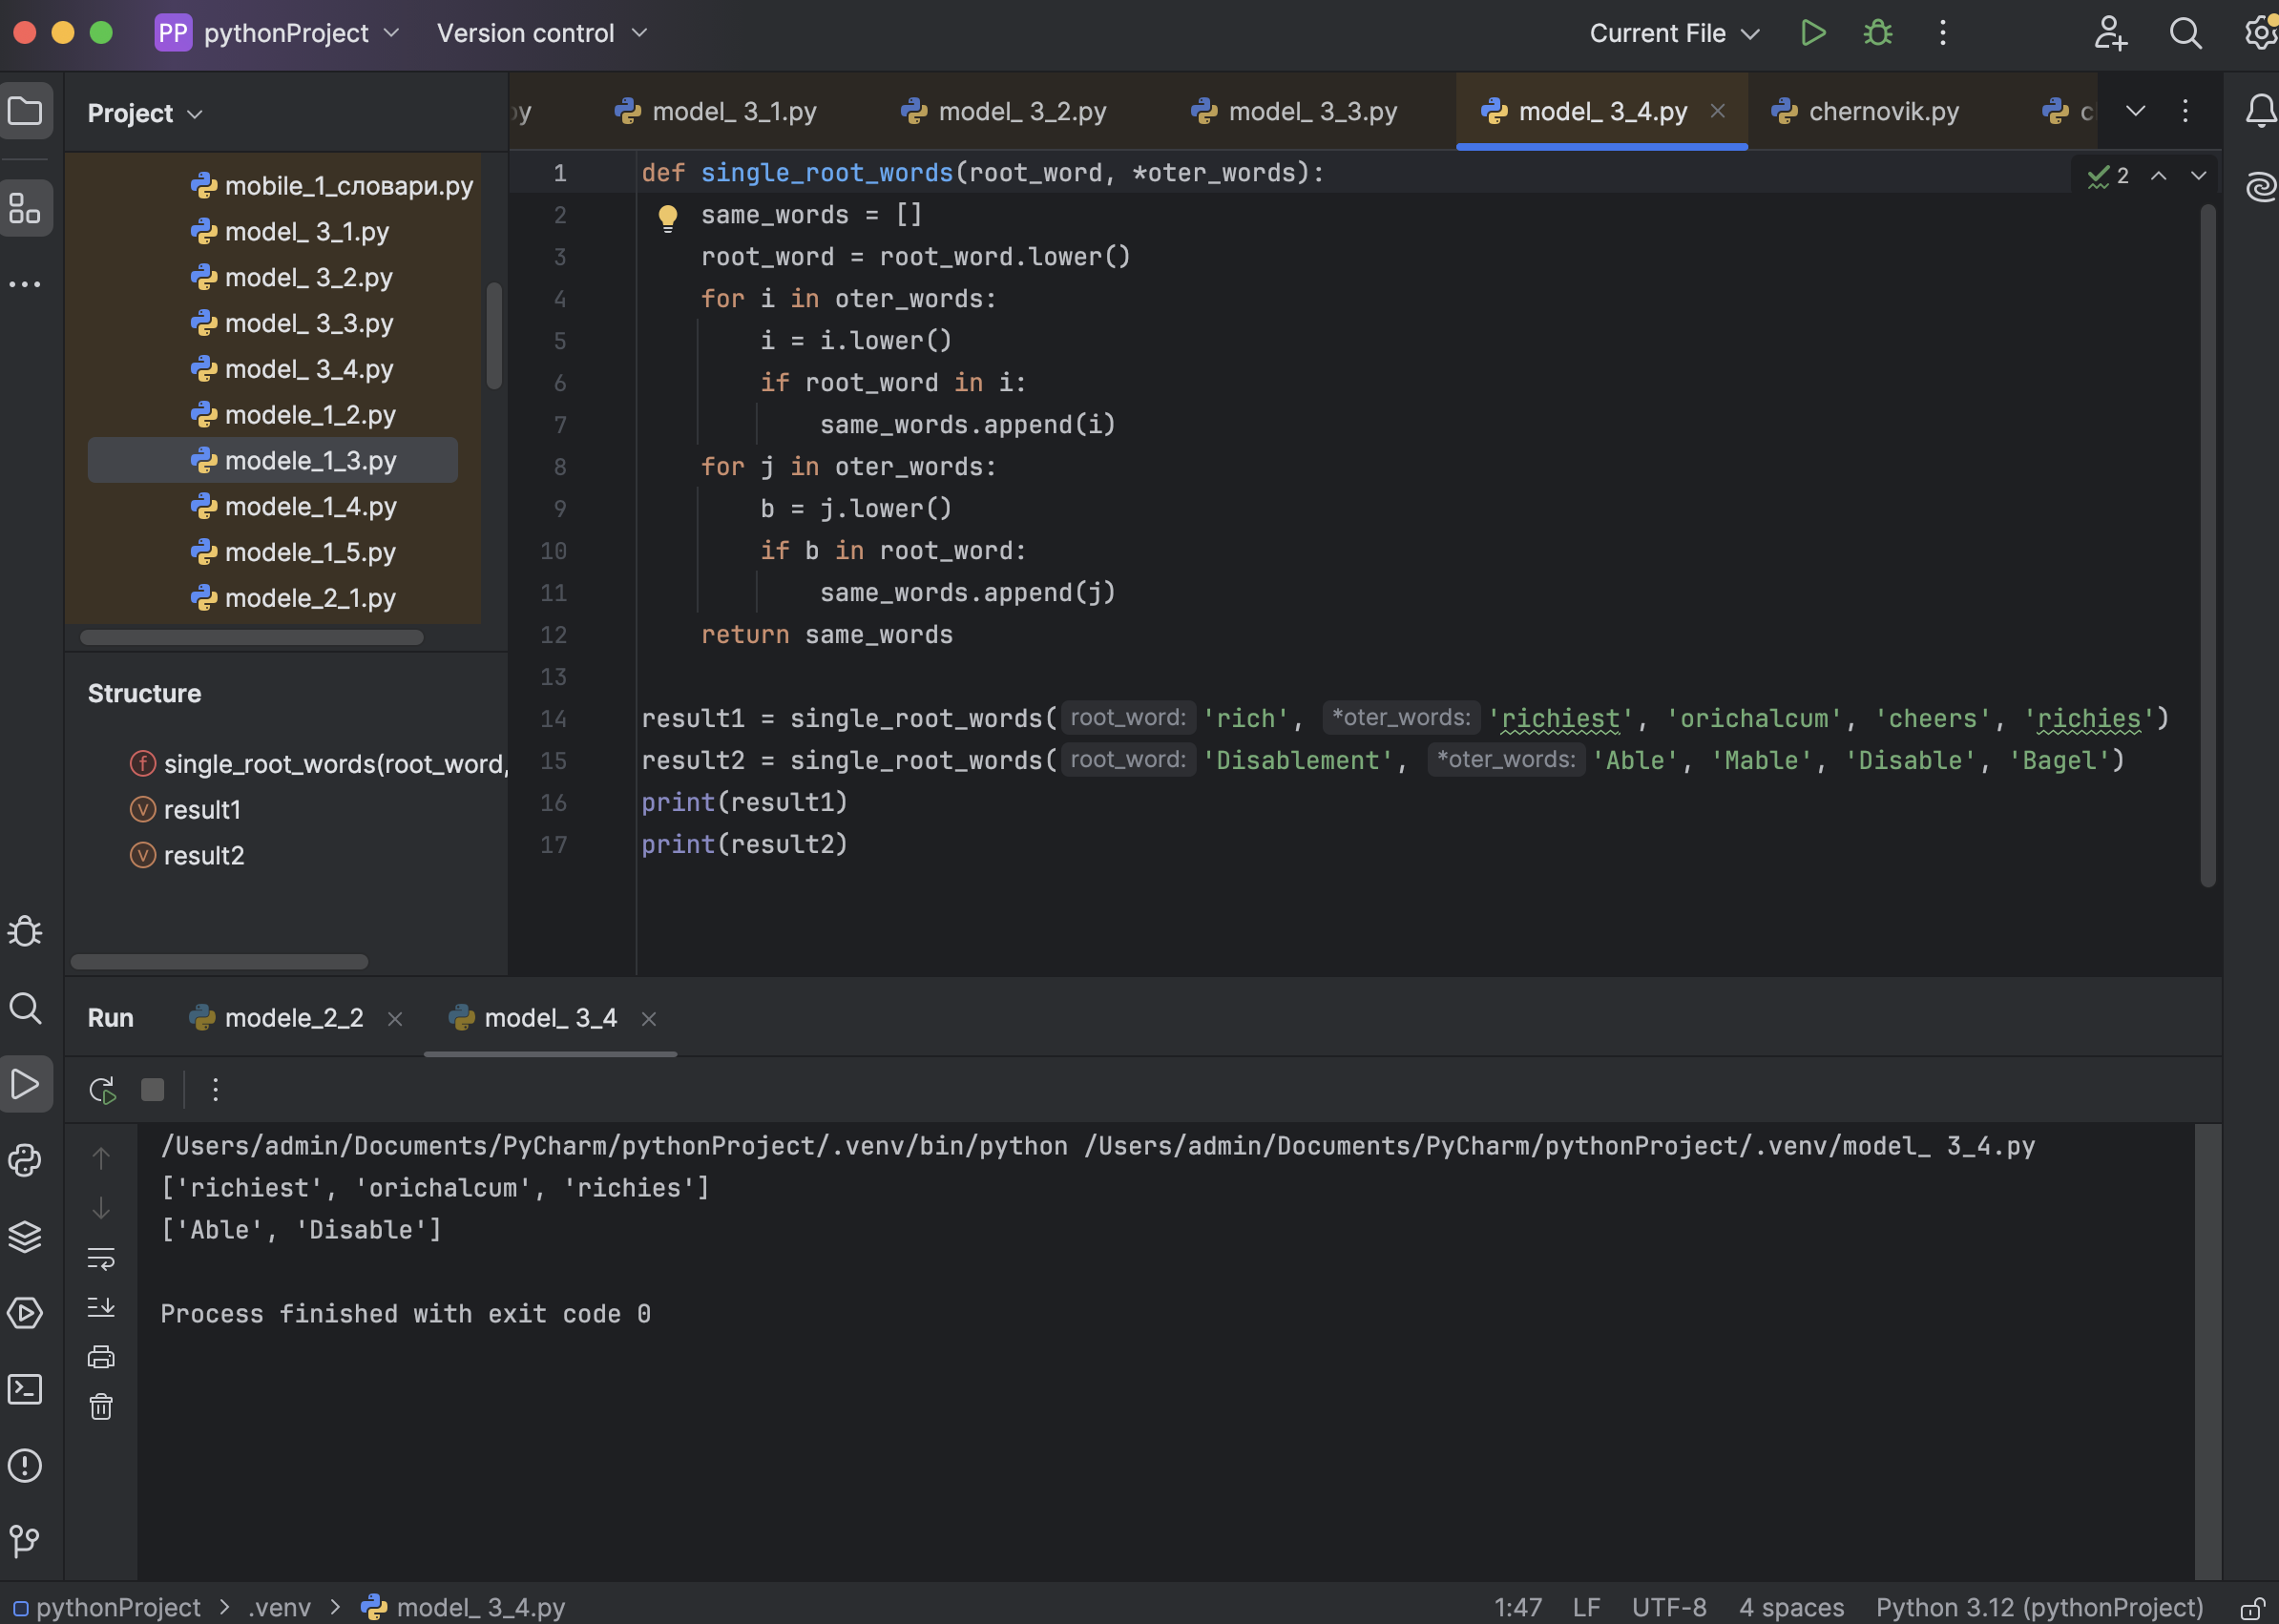 PP pythonProject Version control Current File
Project
mobile_1_словари.py
model_ 3_1.py
model_ 3_2.py
model_ 3_3.py
model_ 3_4.py
modele_1_2.py
modele_1_3.py
modele_1_4.py
modele_1_5.py
modele_2_1.py
Structure
f single_root_words(root_word,
v result1
v result2
py model_ 3_1.py model_ 3_2.py model_ 3_3.py model_ 3_4.py chernovik.py c
2
1 def single_root_words(root_word, *oter_words):
2 same_words = []
3 root_word = root_word.lower()
4 for i in oter_words:
5 i = i.lower()
6 if root_word in i:
7 same_words.append(i)
8 for j in oter_words:
9 b = j.lower()
10 if b in root_word:
11 same_words.append(j)
12 return same_words
13
14 result1 = single_root_words( root_word: 'rich', *oter_words: 'richiest', 'orichalcum', 'cheers', 'richies')
15 result2 = single_root_words( root_word: 'Disablement', *oter_words: 'Able', 'Mable', 'Disable', 'Bagel')
16 print(result1)
17 print(result2)
Run modele_2_2 model_ 3_4
/Users/admin/Documents/PyCharm/pythonProject/.venv/bin/python /Users/admin/Documents/PyCharm/pythonProject/.venv/model_ 3_4.py
['richiest', 'orichalcum', 'richies']
['Able', 'Disable']
Process finished with exit code 0
pythonProject > .venv > model_ 3_4.py 1:47 LF UTF-8 4 spaces Python 3.12 (pythonProject)